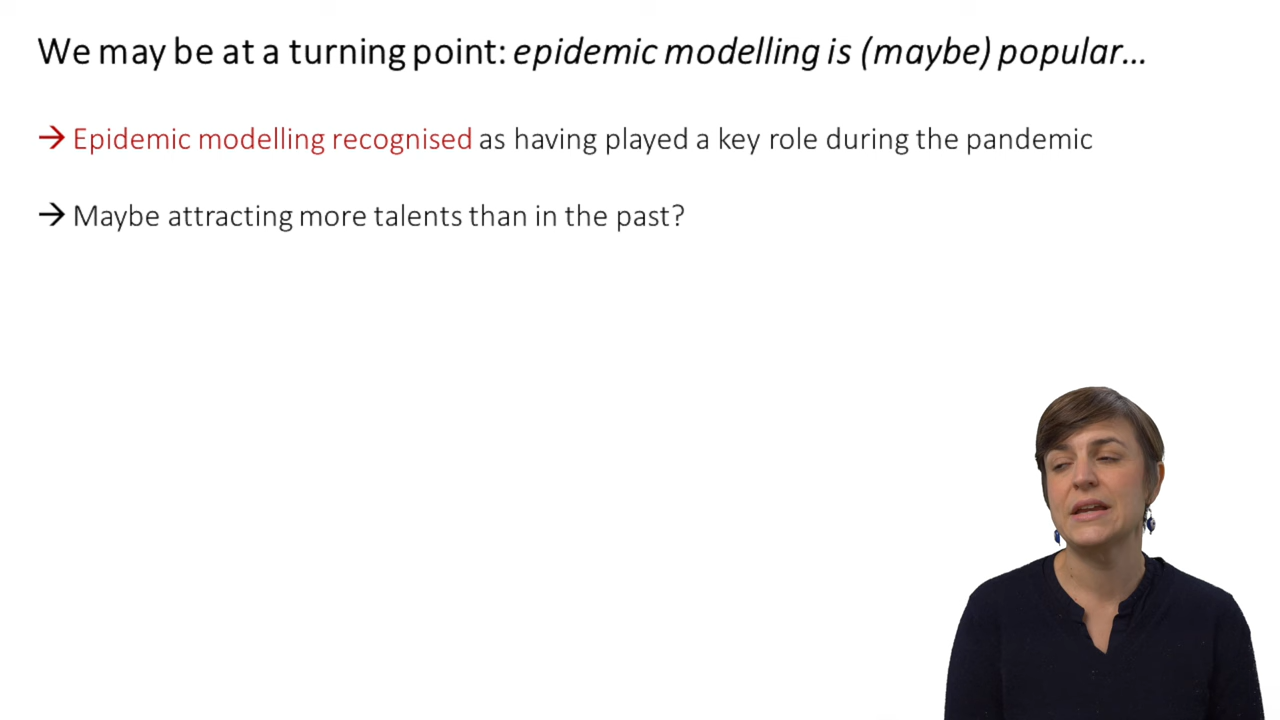 We may be at a turning point: epidemic modelling is (maybe) popular...
→ Epidemic modelling recognised as having played a key role during the pandemic
→ Maybe attracting more talents than in the past?